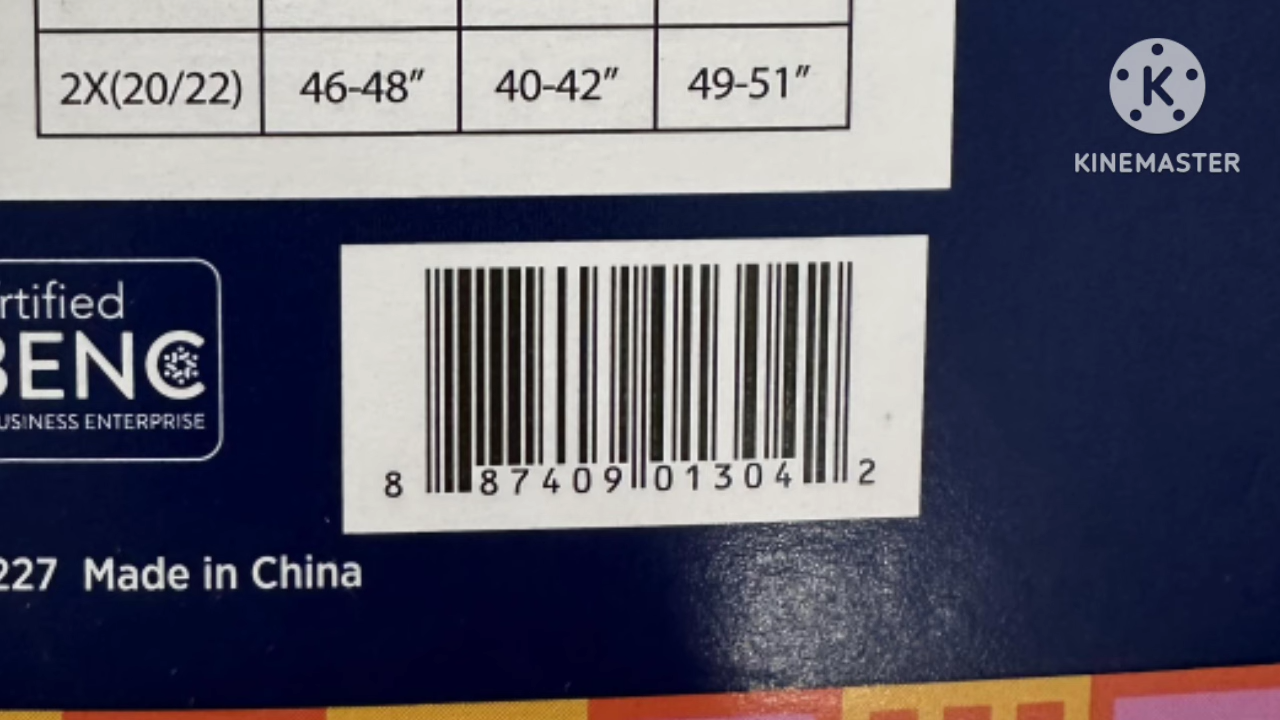 2X(20/22) 46-48" 40-42" 49-51"
KINEMASTER
rtified
BENC
USINESS ENTERPRISE
8 87409 01304 2
227 Made in China